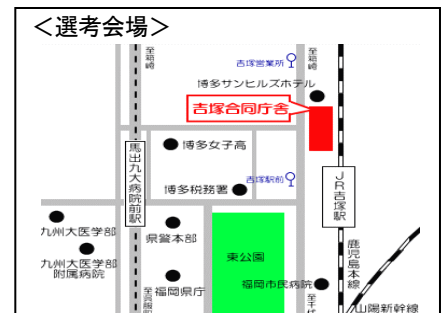 ＜選考会場＞
至箱崎
吉塚営業所
至箱崎
博多サンヒルズホテル
吉塚合同庁舎
馬出九大病院前駅
博多女子高
博多税務署
吉塚駅前
JR吉塚駅
九州大医学部
県警本部
九州大医学部
附属病院
東公園
鹿児島本線
福岡県庁
福岡市民病院
至呉服町
山陽新幹線